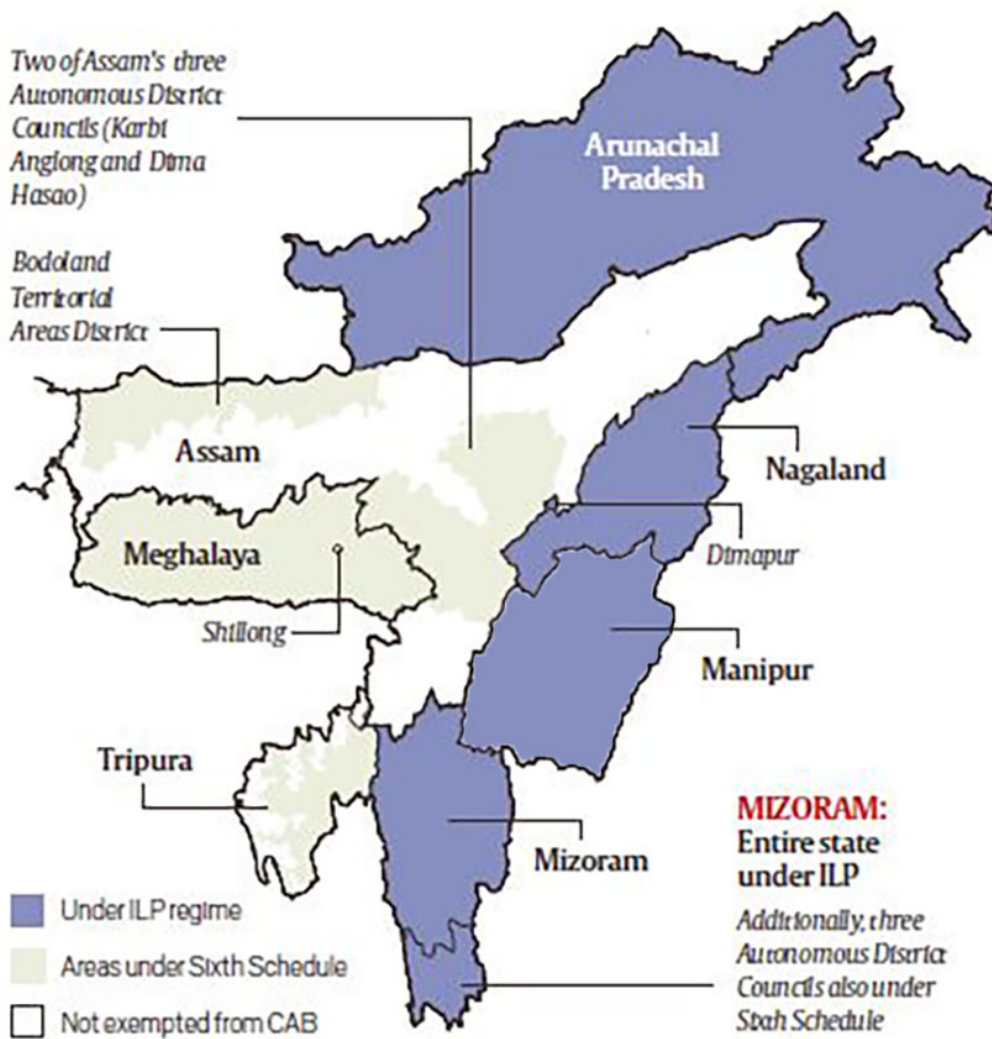 Two of Assam's three
Autonomous District
Councils (Karbi
Anglong and Dima
Hasao)
Bodoland
Territorial
Areas District
Arunachal
Pradesh
Assam
Meghalaya
Shillong
Nagaland
Dimapur
Manipur
Tripura
Mizoram
MIZORAM:
Entire state
under ILP
Additionally, three
Autonomous District
Councils also under
Sixth Schedule
Under ILP regime
Areas under Sixth Schedule
Not exempted from CAB